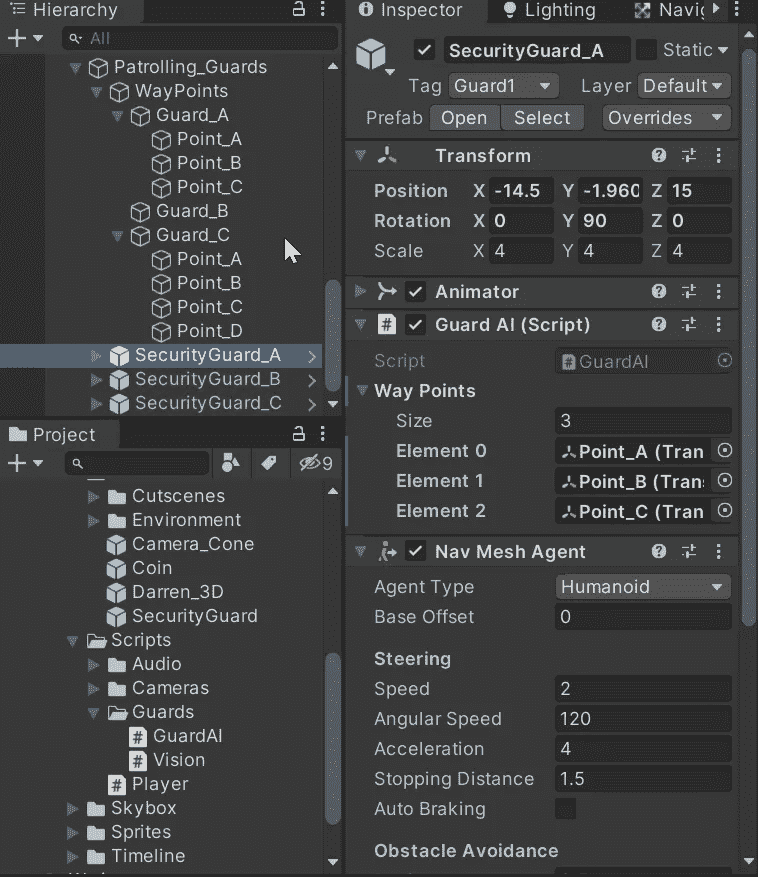 Hierarchy
All
Patrolling_Guards
WayPoints
Guard_A
Point_A
Point_B
Point_C
Guard_B
Guard_C
Point_A
Point_B
Point_C
Point_D
SecurityGuard_A
SecurityGuard_B
SecurityGuard_C
Project
9
Cutscenes
Environment
Camera_Cone
Coin
Darren_3D
SecurityGuard
Scripts
Audio
Cameras
Guards
GuardAI
Vision
Player
Skybox
Sprites
Timeline
Inspector Lighting Navig
SecurityGuard_A Static
Tag Guard1 Layer Default
Prefab Open Select Overrides
Transform
Position X -14.5 Y -1.960 Z 15
Rotation X 0 Y 90 Z 0
Scale X 4 Y 4 Z 4
Animator
# Guard AI (Script)
Script # GuardAI
Way Points
Size 3
Element 0 Point_A (Tran
Element 1 Point_B (Tran
Element 2 Point_C (Tran
Nav Mesh Agent
Agent Type Humanoid
Base Offset 0
Steering
Speed 2
Angular Speed 120
Acceleration 4
Stopping Distance 1.5
Auto Braking
Obstacle Avoidance